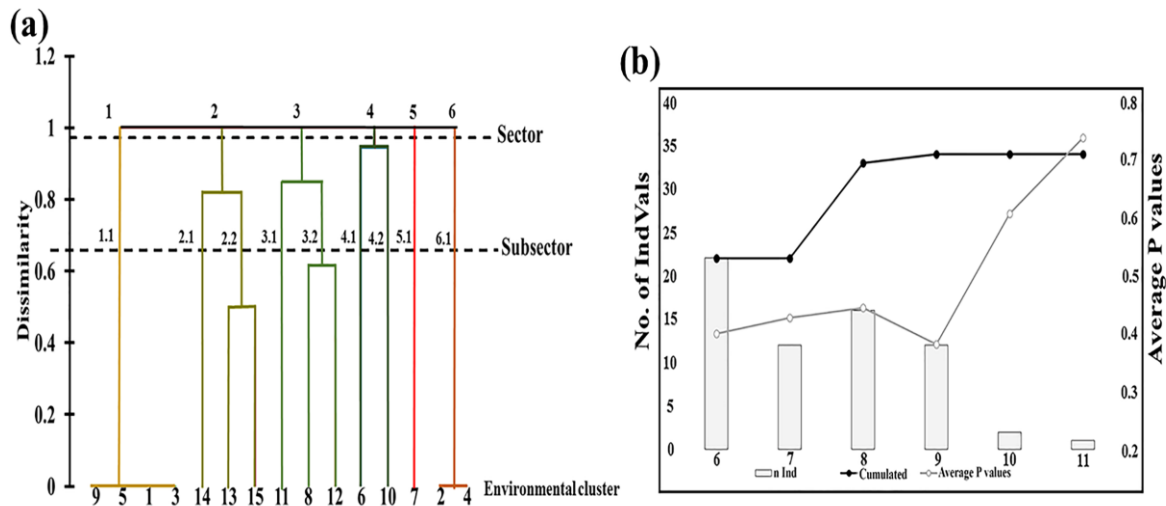 (a)
1.2
1
0.8
0.6
0.4
0.2
0
Dissimilarity
1 2 3 4 5 6
Sector
1.1 2.1 2.2 3.1 3.2 4.1 4.2 5.1 6.1
Subsector
9 5 1 3 14 13 15 11 8 12 6 10 7 2 4
Environmental cluster
(b)
No. of IndVals
40
35
30
25
20
15
10
5
0
0.8
0.7
0.6
0.5
0.4
0.3
0.2
Average P values
6 7 8 9 10 11
n Ind Cumulated Average P values